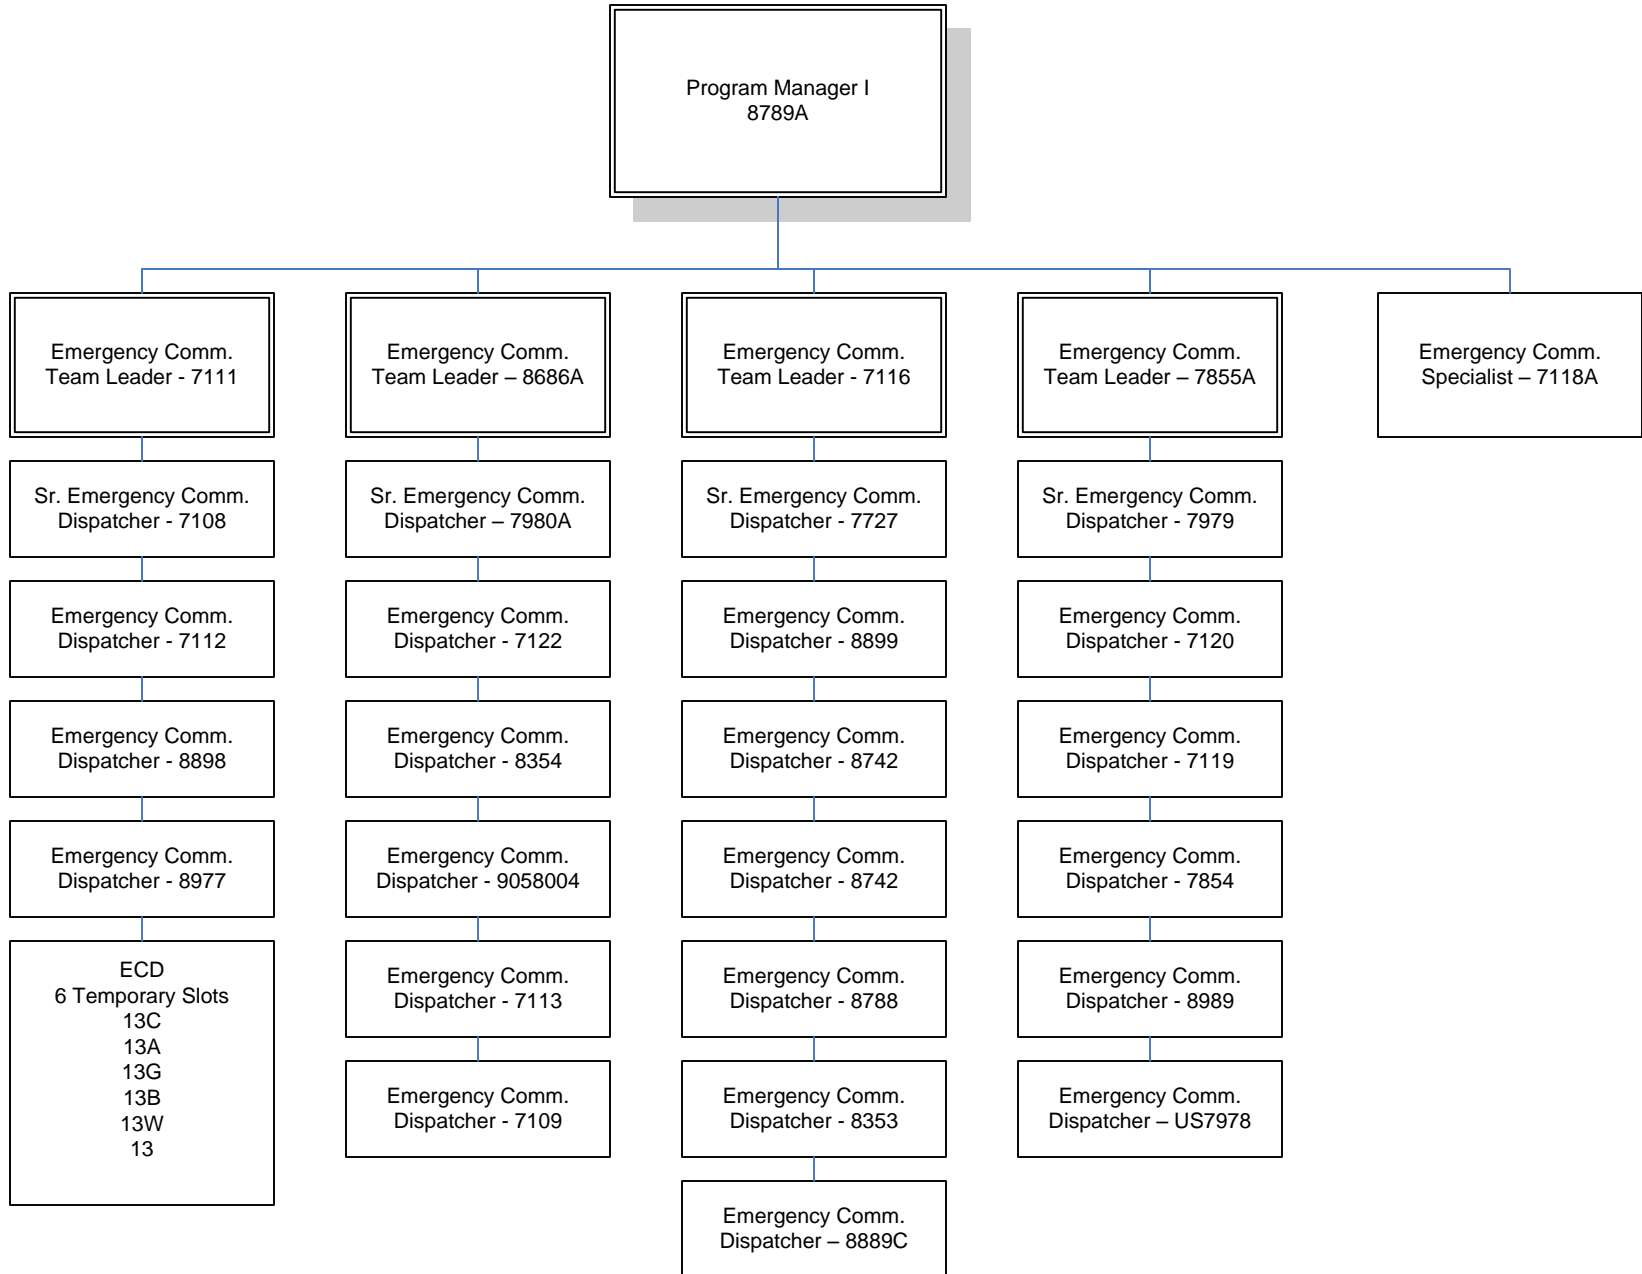 Program Manager I
8789A
Emergency Comm.
Team Leader - 7111
Emergency Comm.
Team Leader – 8686A
Emergency Comm.
Team Leader - 7116
Emergency Comm.
Team Leader – 7855A
Emergency Comm.
Specialist – 7118A
Sr. Emergency Comm.
Dispatcher - 7108
Sr. Emergency Comm.
Dispatcher – 7980A
Sr. Emergency Comm.
Dispatcher - 7727
Sr. Emergency Comm.
Dispatcher - 7979
Emergency Comm.
Dispatcher - 7112
Emergency Comm.
Dispatcher - 7122
Emergency Comm.
Dispatcher - 8899
Emergency Comm.
Dispatcher - 7120
Emergency Comm.
Dispatcher - 8898
Emergency Comm.
Dispatcher - 8354
Emergency Comm.
Dispatcher - 8742
Emergency Comm.
Dispatcher - 7119
Emergency Comm.
Dispatcher - 8977
Emergency Comm.
Dispatcher - 9058004
Emergency Comm.
Dispatcher - 8742
Emergency Comm.
Dispatcher - 7854
ECD
6 Temporary Slots
13C
13A
13G
13B
13W
13
Emergency Comm.
Dispatcher - 7113
Emergency Comm.
Dispatcher - 8788
Emergency Comm.
Dispatcher - 8989
Emergency Comm.
Dispatcher - 7109
Emergency Comm.
Dispatcher - 8353
Emergency Comm.
Dispatcher – US7978
Emergency Comm.
Dispatcher – 8889C